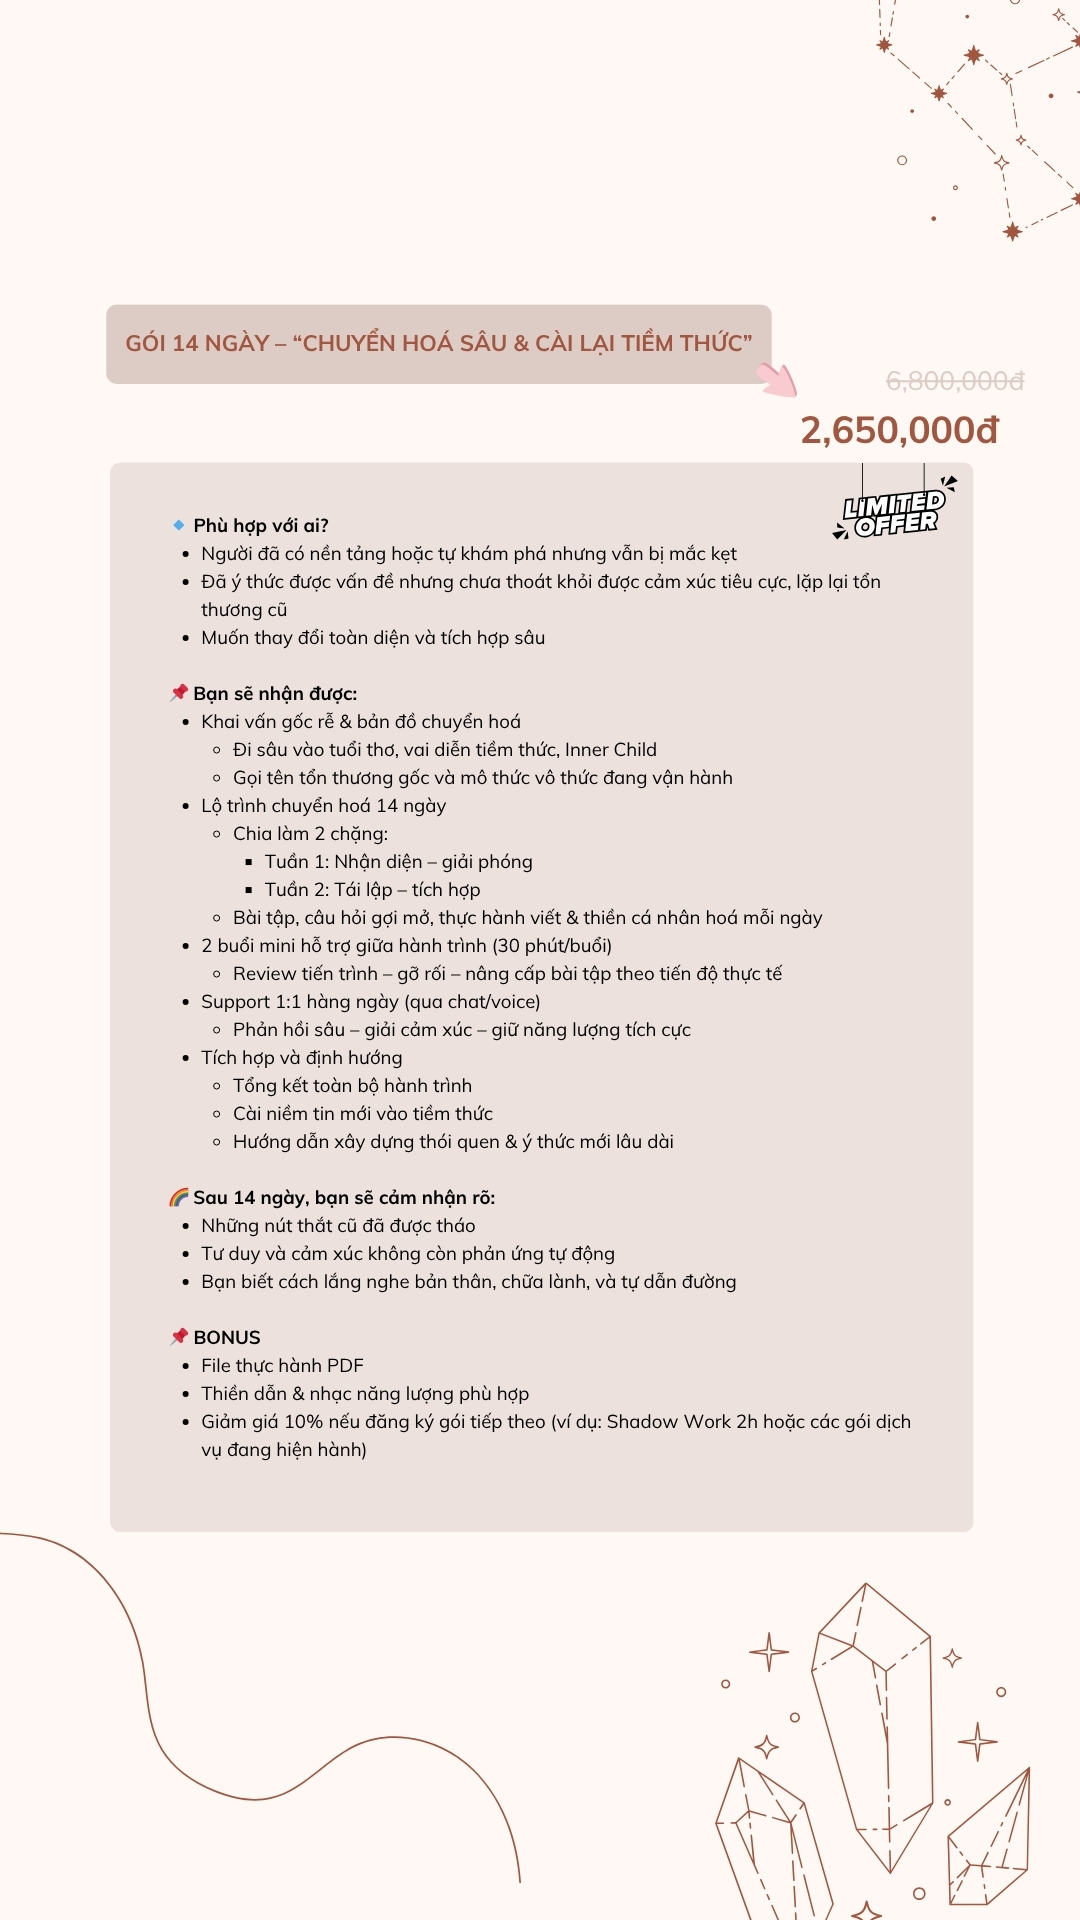 GÓI 14 NGÀY – “CHUYỂN HOÁ SÂU & CÀI LẠI TIỀM THỨC”
6,800,000đ
2,650,000đ
LIMITED
OFFER
🔹 Phù hợp với ai?
• Người đã có nền tảng hoặc tự khám phá nhưng vẫn bị mắc kẹt
• Đã ý thức được vấn đề nhưng chưa thoát khỏi được cảm xúc tiêu cực, lặp lại tổn
thương cũ
• Muốn thay đổi toàn diện và tích hợp sâu
📌 Bạn sẽ nhận được:
• Khai vấn gốc rễ & bản đồ chuyển hoá
◦ Đi sâu vào tuổi thơ, vai diễn tiềm thức, Inner Child
◦ Gọi tên tổn thương gốc và mô thức vô thức đang vận hành
• Lộ trình chuyển hoá 14 ngày
◦ Chia làm 2 chặng:
▪ Tuần 1: Nhận diện – giải phóng
▪ Tuần 2: Tái lập – tích hợp
◦ Bài tập, câu hỏi gợi mở, thực hành viết & thiền cá nhân hoá mỗi ngày
• 2 buổi mini hỗ trợ giữa hành trình (30 phút/buổi)
◦ Review tiến trình – gỡ rối – nâng cấp bài tập theo tiến độ thực tế
• Support 1:1 hàng ngày (qua chat/voice)
◦ Phản hồi sâu – giải cảm xúc – giữ năng lượng tích cực
• Tích hợp và định hướng
◦ Tổng kết toàn bộ hành trình
◦ Cài niềm tin mới vào tiềm thức
◦ Hướng dẫn xây dựng thói quen & ý thức mới lâu dài
🌈 Sau 14 ngày, bạn sẽ cảm nhận rõ:
• Những nút thắt cũ đã được tháo
• Tư duy và cảm xúc không còn phản ứng tự động
• Bạn biết cách lắng nghe bản thân, chữa lành, và tự dẫn đường
📌 BONUS
• File thực hành PDF
• Thiền dẫn & nhạc năng lượng phù hợp
• Giảm giá 10% nếu đăng ký gói tiếp theo (ví dụ: Shadow Work 2h hoặc các gói dịch
vụ đang hiện hành)